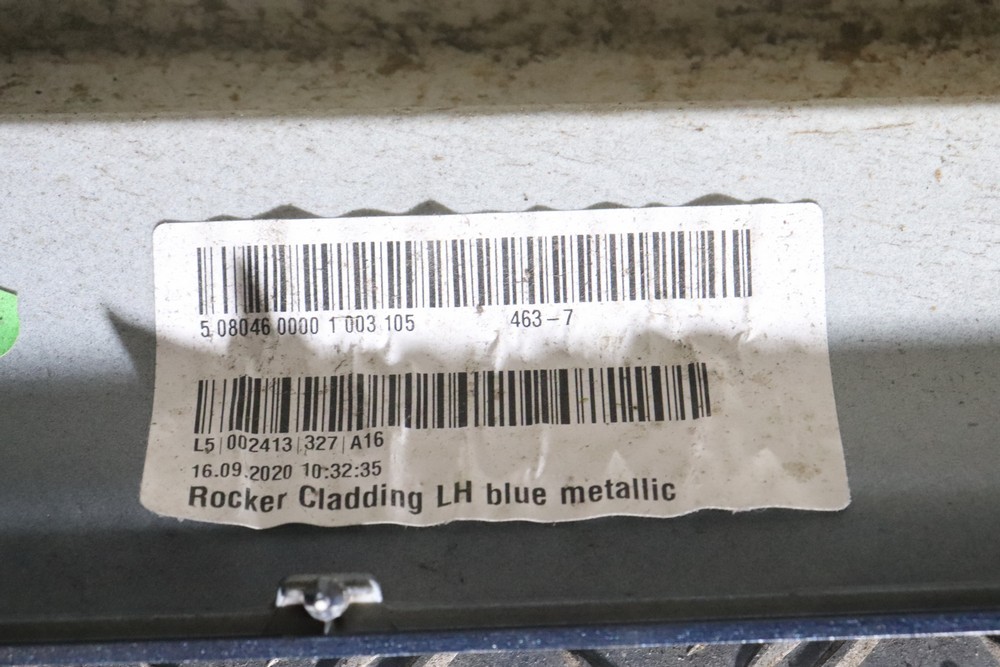 5 08046 0000 1 003 105 463-7
L5|002413|327|A16
16.09.2020 10:32:35
Rocker Cladding LH blue metallic